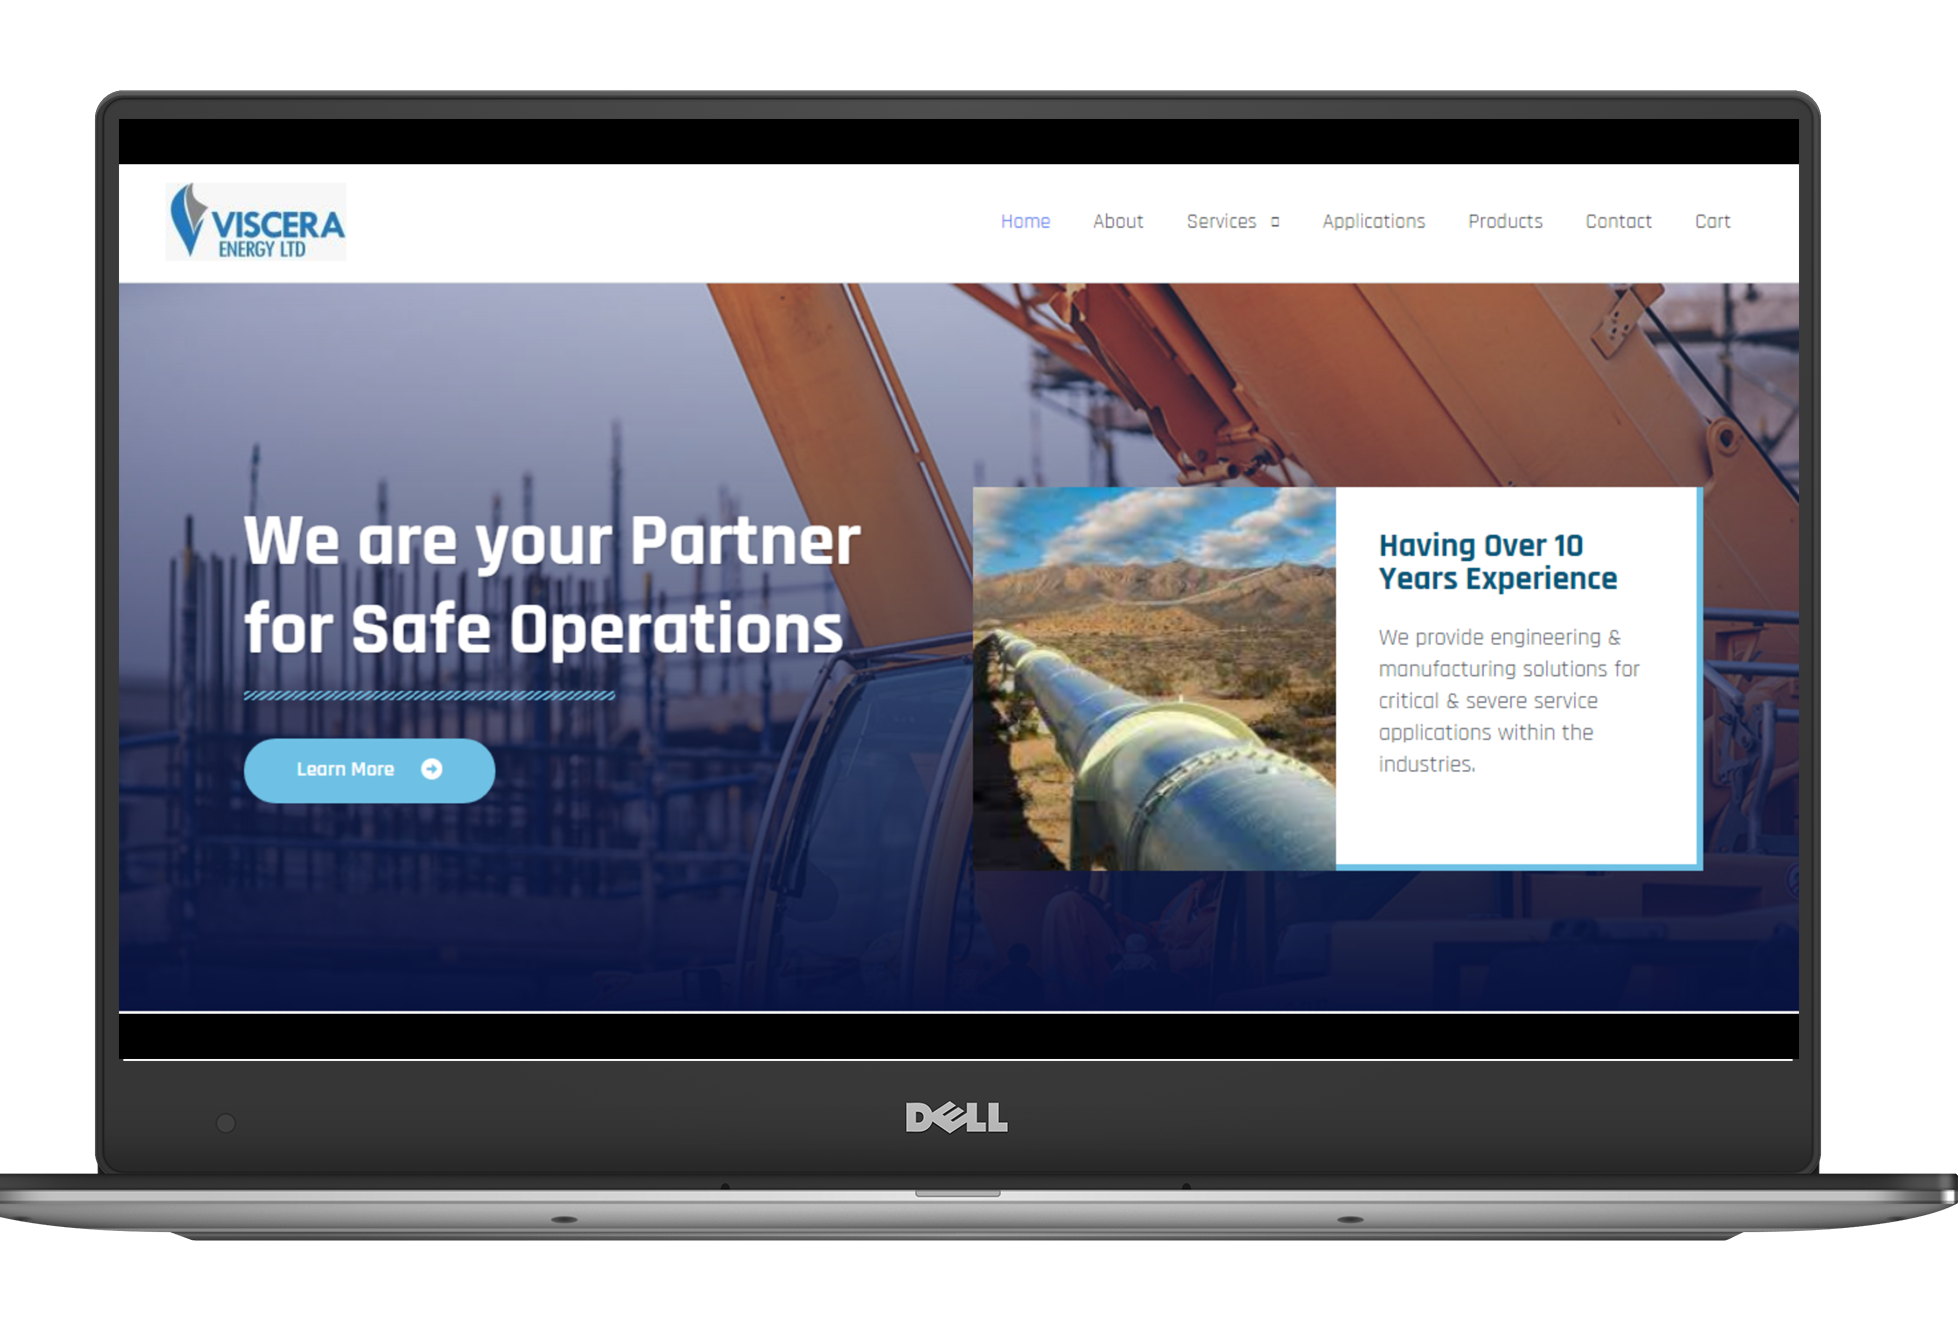 VISCERA
ENERGY LTD
Home About Services Applications Products Contact Cart
We are your Partner
for Safe Operations
Learn More
Having Over 10
Years Experience
We provide engineering &
manufacturing solutions for
critical & severe service
applications within the
industries.
DELL